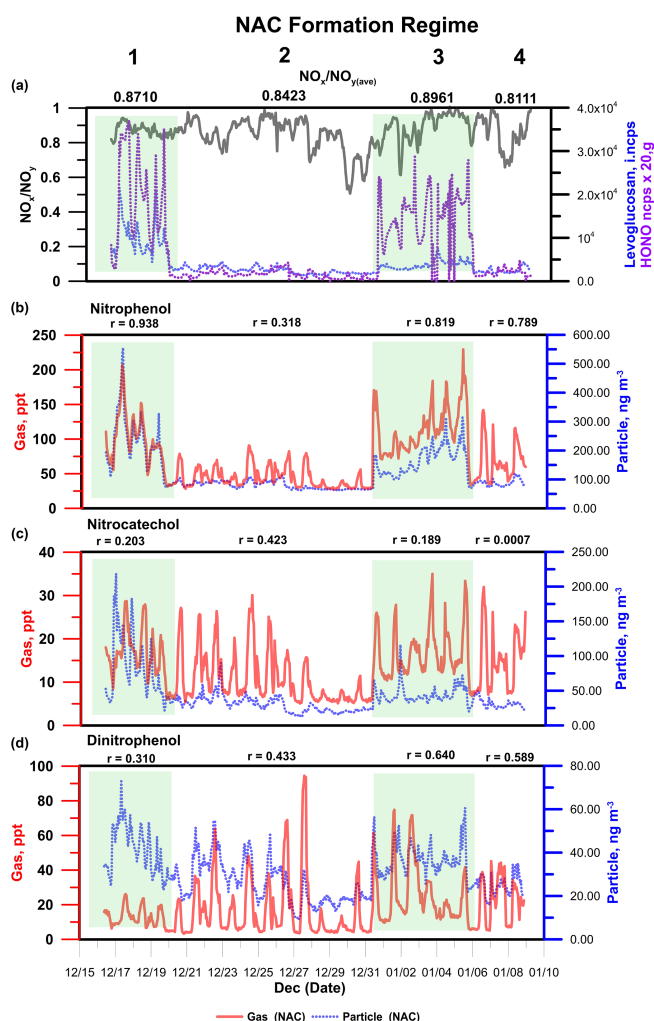 NAC Formation Regime
1 2 3 4
NOx/NOy(ave)
(a)
0.8710 0.8423 0.8961 0.8111
1 4.0x10^4
0.8 3.0x10^4
0.6
2.0x10^4
0.4
0.2 10^4
0 0.0
NOx/NOy
Levoglucosan, i.ncps
HONO ncps x 20,g
(b) Nitrophenol
r = 0.938 r = 0.318 r = 0.819 r = 0.789
250 600.00
500.00
200
400.00
150
300.00
100
200.00
50 100.00
0 0.00
Gas, ppt
Particle, ng m-3
(c) Nitrocatechol
r = 0.203 r = 0.423 r = 0.189 r = 0.0007
40 250.00
200.00
30
150.00
20
100.00
10
50.00
0 0.00
Gas, ppt
Particle, ng m-3
(d) Dinitrophenol
r = 0.310 r = 0.433 r = 0.640 r = 0.589
100 80.00
80
60.00
60
40.00
40
20 20.00
0 0.00
Gas, ppt
Particle, ng m-3
12/15 12/17 12/19 12/21 12/23 12/25 12/27 12/29 12/31 01/02 01/04 01/06 01/08 01/10
Dec (Date)
Gas (NAC) Particle (NAC)